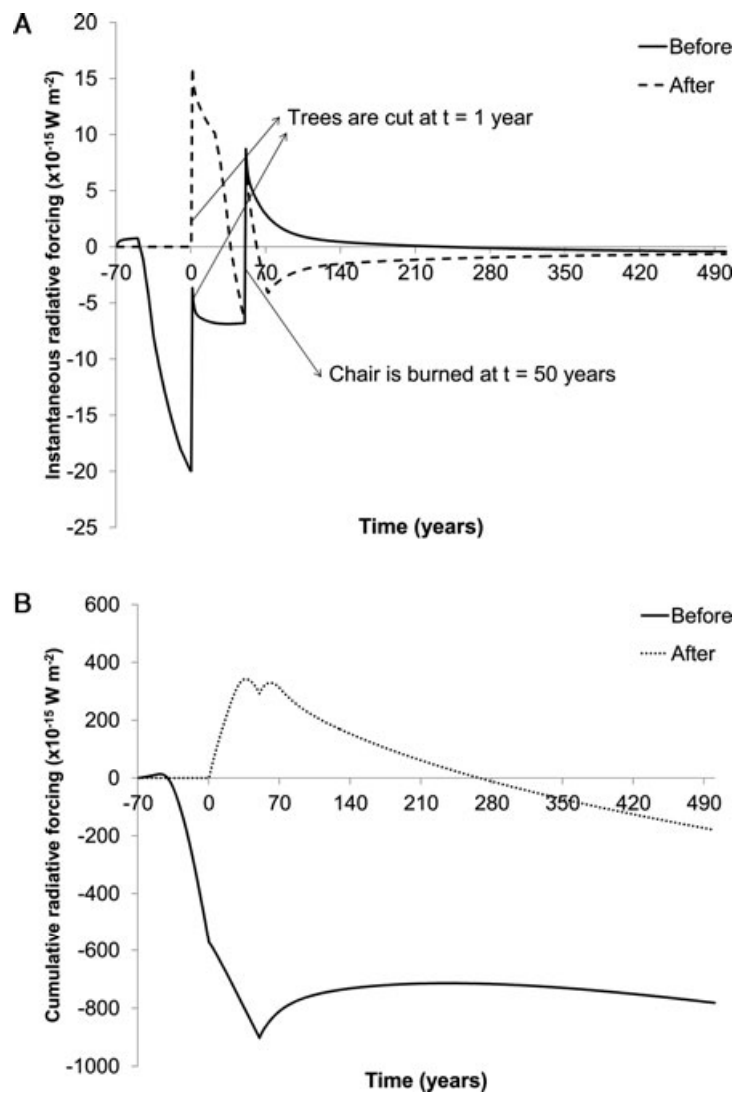 A
Before
After
Instantaneous radiative forcing (x10⁻¹⁵ W m⁻²)
20
15
10
5
0
-5
-10
-15
-20
-25
Trees are cut at t = 1 year
-70 0 70 140 210 280 350 420 490
Chair is burned at t = 50 years
Time (years)
B
Before
After
Cumulative radiative forcing (x10⁻¹⁵ W m⁻²)
600
400
200
0
-200
-400
-600
-800
-1000
-70 0 70 140 210 280 350 420 490
Time (years)